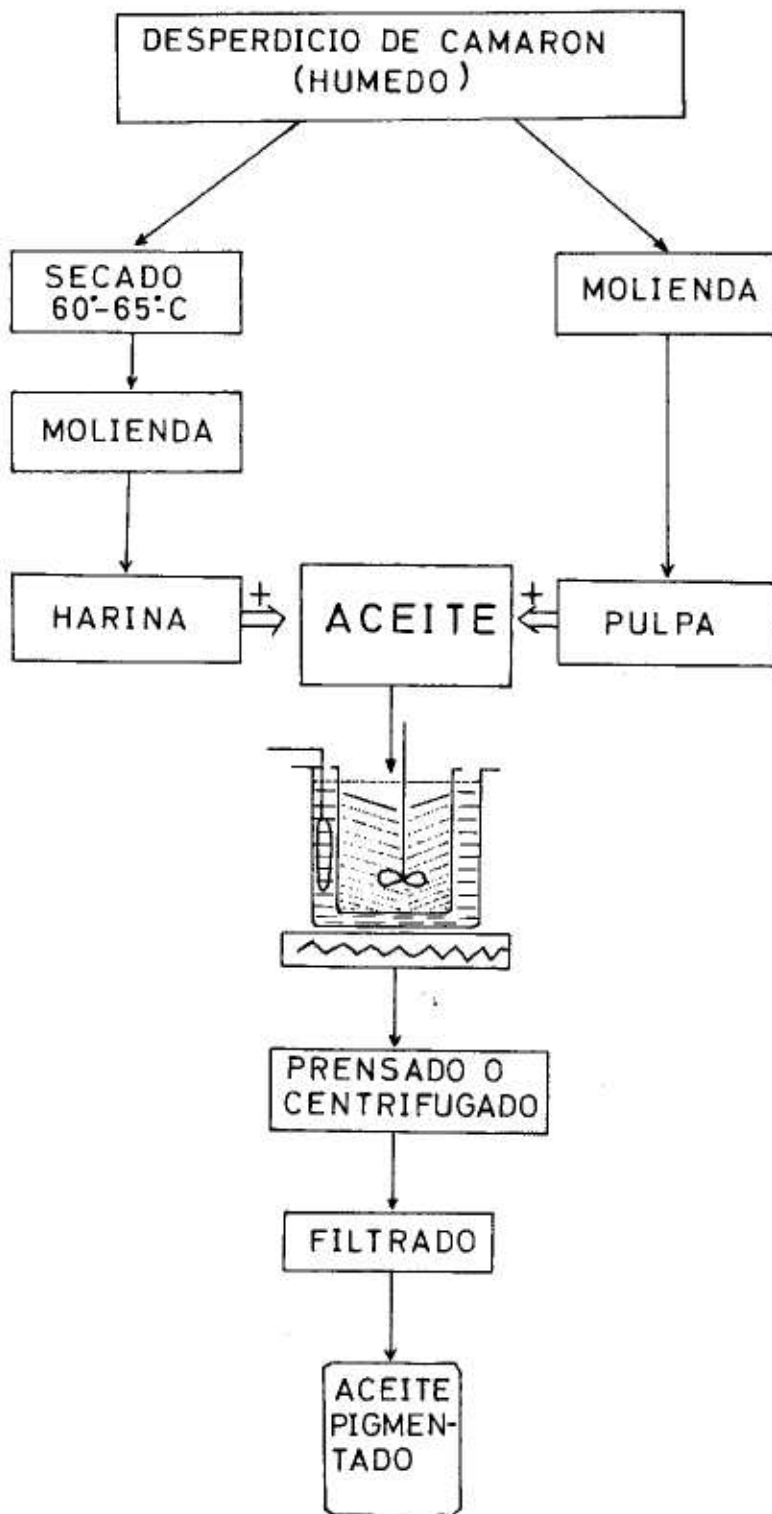 DESPERDICIO DE CAMARON
(HUMEDO)
SECADO
60°-65°-C
MOLIENDA
MOLIENDA
HARINA
+
ACEITE
+
PULPA
PRENSADO O
CENTRIFUGADO
FILTRADO
ACEITE
PIGMEN-
TADO